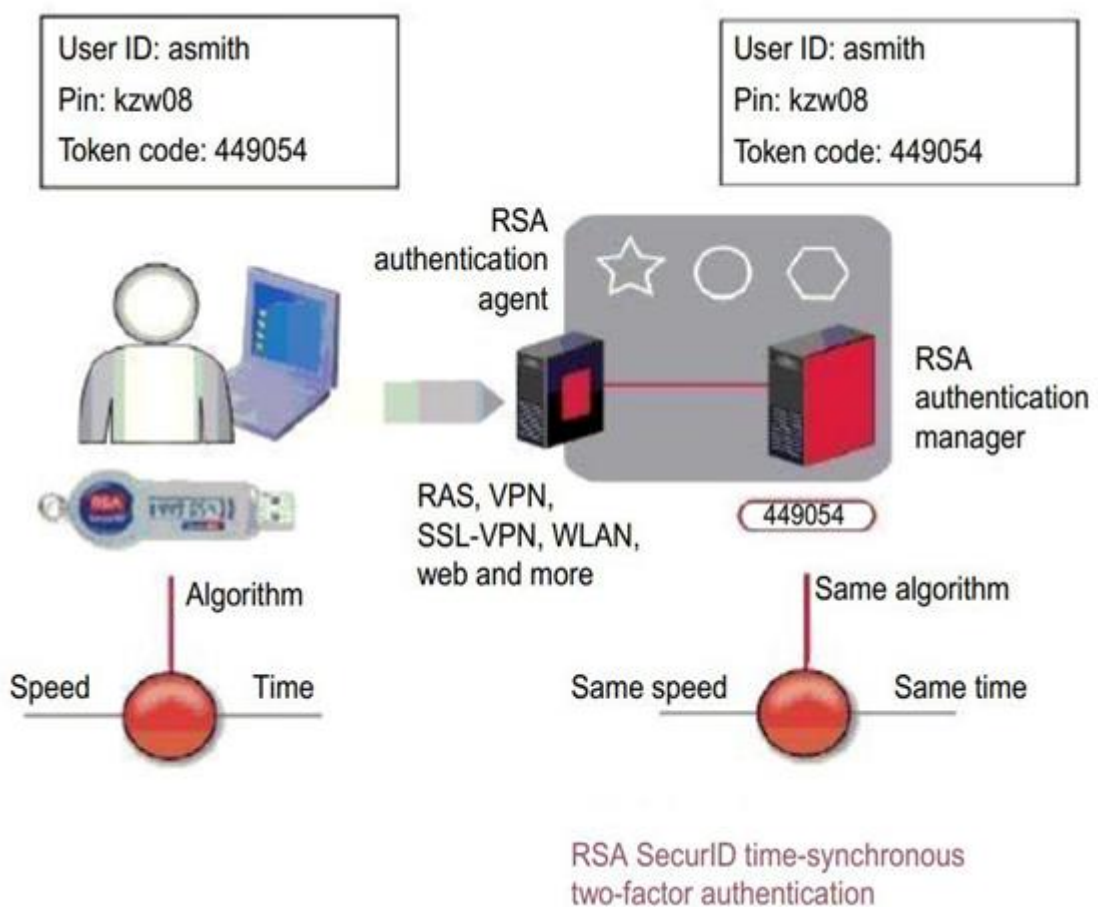 User ID: asmith
Pin: kzw08
Token code: 449054
User ID: asmith
Pin: kzw08
Token code: 449054
RSA
authentication
agent
RSA
authentication
manager
RSA
RAS, VPN,
SSL-VPN, WLAN,
web and more
449054
Algorithm
Speed
Time
Same algorithm
Same speed
Same time
RSA SecurID time-synchronous
two-factor authentication